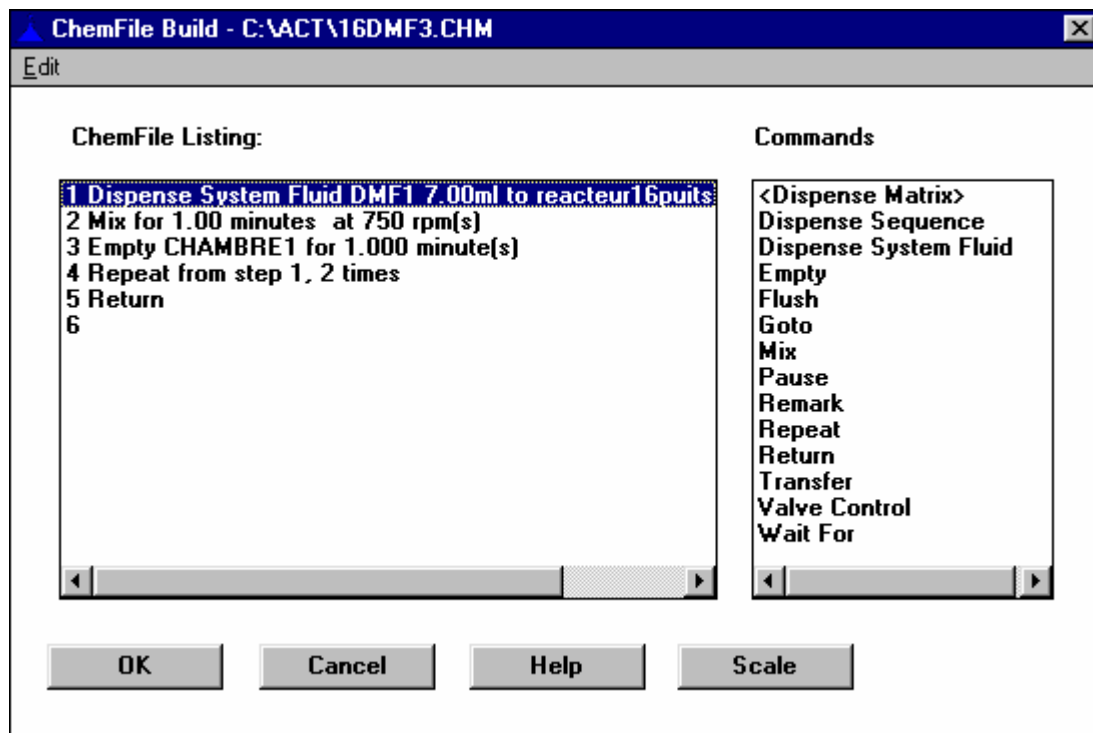 ChemFile Build - C:\ACT\16DMF3.CHM
Edit
ChemFile Listing:
1 Dispense System Fluid DMF1 7.00ml to reacteur16puits
2 Mix for 1.00 minutes  at 750 rpm(s)
3 Empty CHAMBRE1 for 1.000 minute(s)
4 Repeat from step 1, 2 times
5 Return
6
Commands
<Dispense Matrix>
Dispense Sequence
Dispense System Fluid
Empty
Flush
Goto
Mix
Pause
Remark
Repeat
Return
Transfer
Valve Control
Wait For
OK
Cancel
Help
Scale